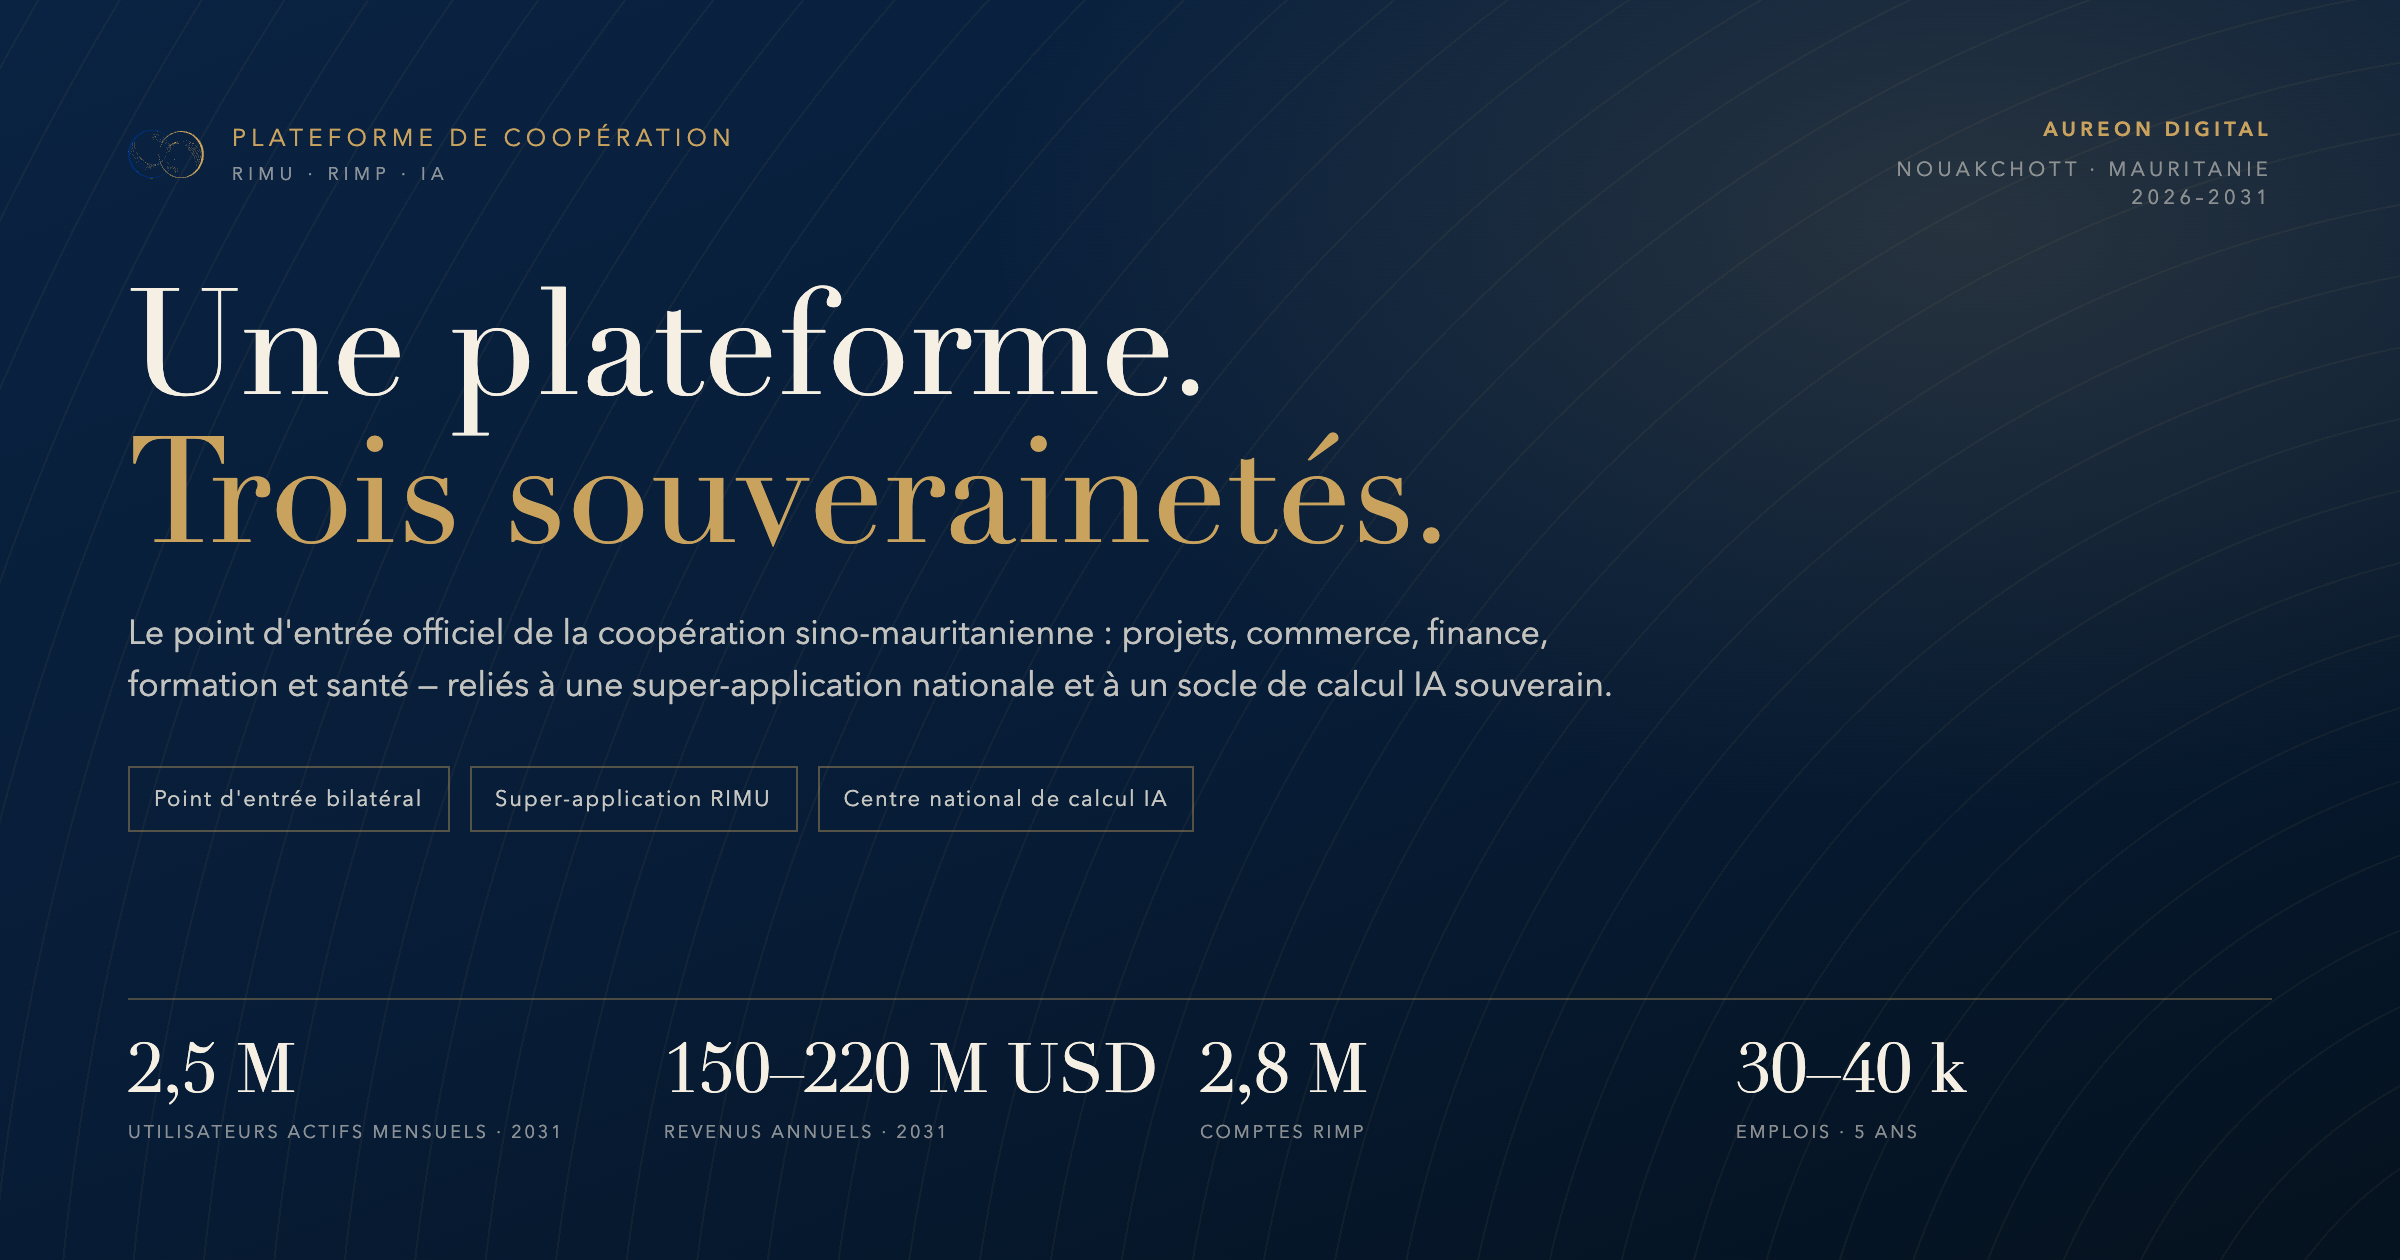 PLATEFORME DE COOPÉRATION
RIMU · RIMP · IA
AUREON DIGITAL
NOUAKCHOTT · MAURITANIE
2026–2031
Une plateforme.
Trois souverainetés.
Le point d'entrée officiel de la coopération sino-mauritanienne : projets, commerce, finance,
formation et santé – reliés à une super-application nationale et à un socle de calcul IA souverain.
Point d'entrée bilatéral
Super-application RIMU
Centre national de calcul IA
2,5 M
UTILISATEURS ACTIFS MENSUELS · 2031
150–220 M USD
REVENUS ANNUELS · 2031
2,8 M
COMPTES RIMP
30–40 k
EMPLOIS · 5 ANS